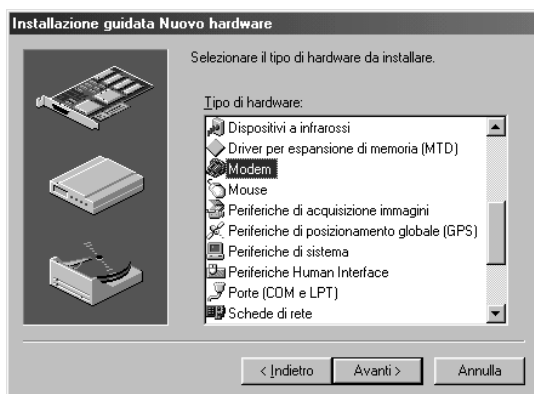 Installazione guidata Nuovo hardware
Selezionare il tipo di hardware da installare.
Tipo di hardware:
Dispositivi a infrarossi
Driver per espansione di memoria (MTD)
Modem
Mouse
Periferiche di acquisizione immagini
Periferiche di posizionamento globale (GPS)
Periferiche di sistema
Periferiche Human Interface
Porte (COM e LPT)
Schede di rete
< Indietro Avanti > Annulla